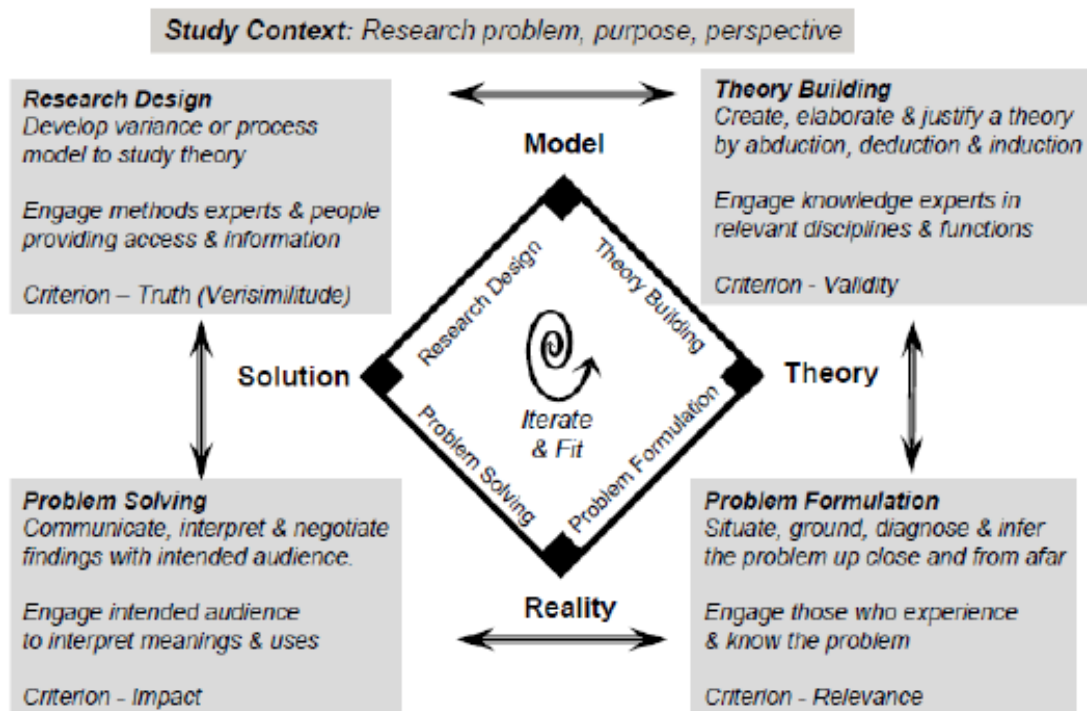 Study Context: Research problem, purpose, perspective
Research Design
Develop variance or process
model to study theory
Engage methods experts & people
providing access & information
Criterion – Truth (Verisimilitude)
Theory Building
Create, elaborate & justify a theory
by abduction, deduction & induction
Engage knowledge experts in
relevant disciplines & functions
Criterion - Validity
Model
Research Design
Theory Building
Solution
Iterate
& Fit
Theory
Problem Solving
Problem Formulation
Reality
Problem Solving
Communicate, interpret & negotiate
findings with intended audience.
Engage intended audience
to interpret meanings & uses
Criterion - Impact
Problem Formulation
Situate, ground, diagnose & infer
the problem up close and from afar
Engage those who experience
& know the problem
Criterion - Relevance